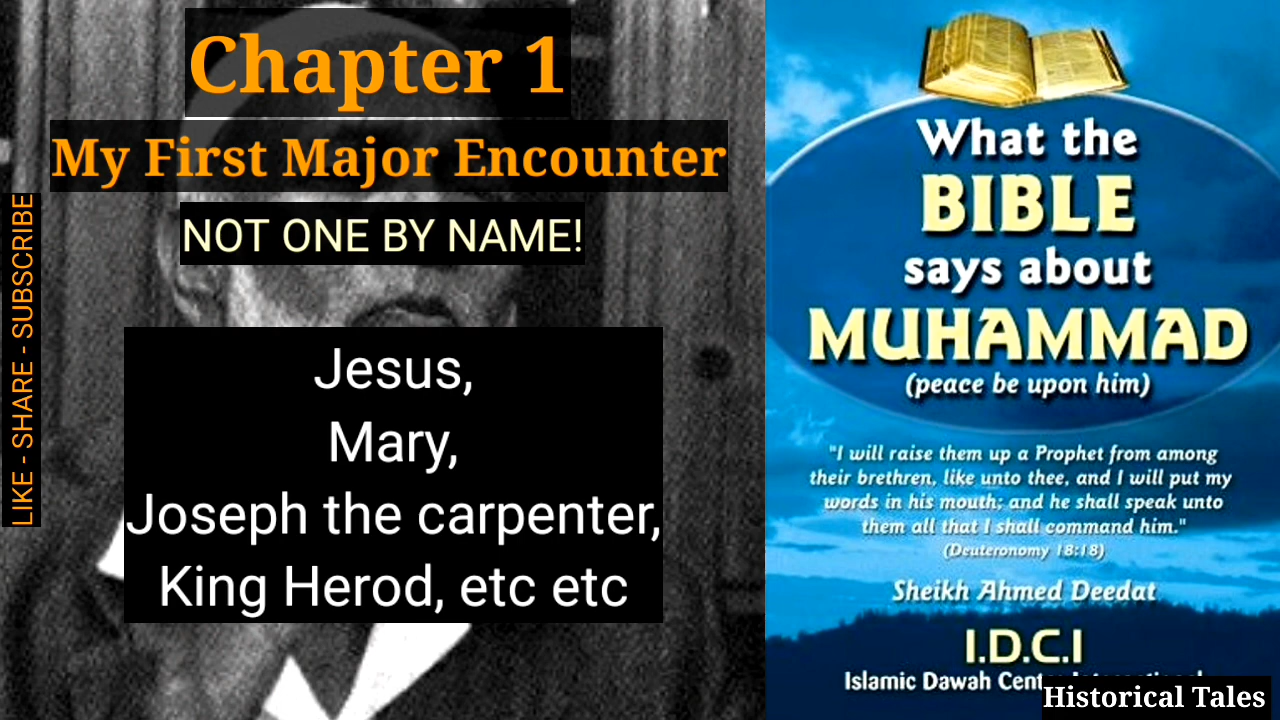 Chapter 1
My First Major Encounter
NOT ONE BY NAME!
LIKE - SHARE - SUBSCRIBE
Jesus,
Mary,
Joseph the carpenter,
King Herod, etc etc
What the
BIBLE
says about
MUHAMMAD
(peace be upon him)
"I will raise them up a Prophet from among
their brethren, like unto thee, and I will put my
words in his mouth; and he shall speak unto
them all that I shall command him."
(Deuteronomy 18:18)
Sheikh Ahmed Deedat
I.D.C.I
Islamic Dawah
Historical Tales